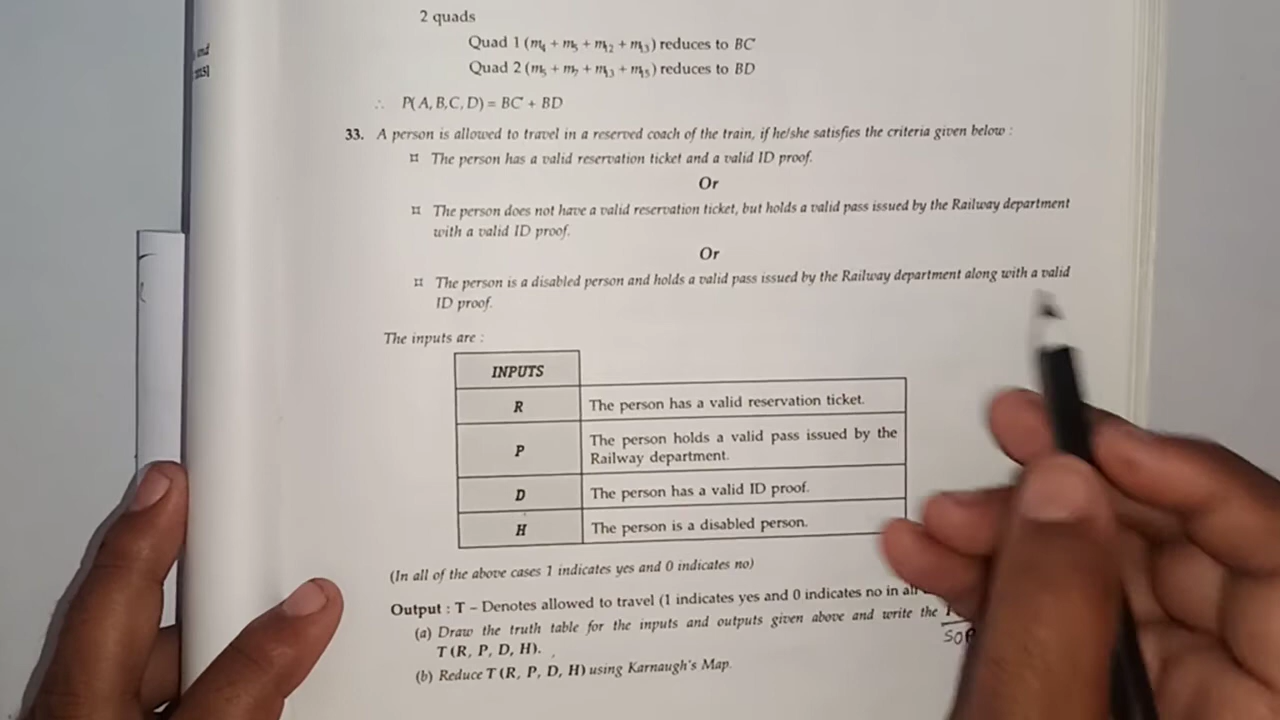 and
ms]
2 quads
Quad 1 (m4 + m5 + m12 + m13) reduces to BC'
Quad 2 (m5 + m7 + m13 + m15) reduces to BD
∴ P(A, B, C, D) = BC' + BD
33. A person is allowed to travel in a reserved coach of the train, if he/she satisfies the criteria given below :
¤ The person has a valid reservation ticket and a valid ID proof.
Or
¤ The person does not have a valid reservation ticket, but holds a valid pass issued by the Railway department
with a valid ID proof.
Or
¤ The person is a disabled person and holds a valid pass issued by the Railway department along with a valid
ID proof.
The inputs are :
INPUTS
R The person has a valid reservation ticket.
P The person holds a valid pass issued by the
Railway department.
D The person has a valid ID proof.
H The person is a disabled person.
(In all of the above cases 1 indicates yes and 0 indicates no)
Output : T – Denotes allowed to travel (1 indicates yes and 0 indicates no in all
(a) Draw the truth table for the inputs and outputs given above and write the
SOP
T (R, P, D, H).
(b) Reduce T (R, P, D, H) using Karnaugh's Map.